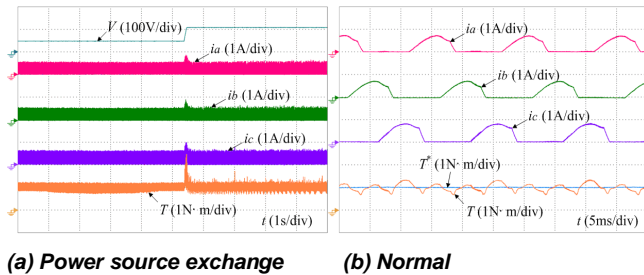 V (100V/div)
ia (1A/div)
ib (1A/div)
ic (1A/div)
T (1N· m/div)
t (1s/div)
(a) Power source exchange
ia (1A/div)
ib (1A/div)
ic (1A/div)
T* (1N· m/div)
T (1N· m/div)
t (5ms/div)
(b) Normal